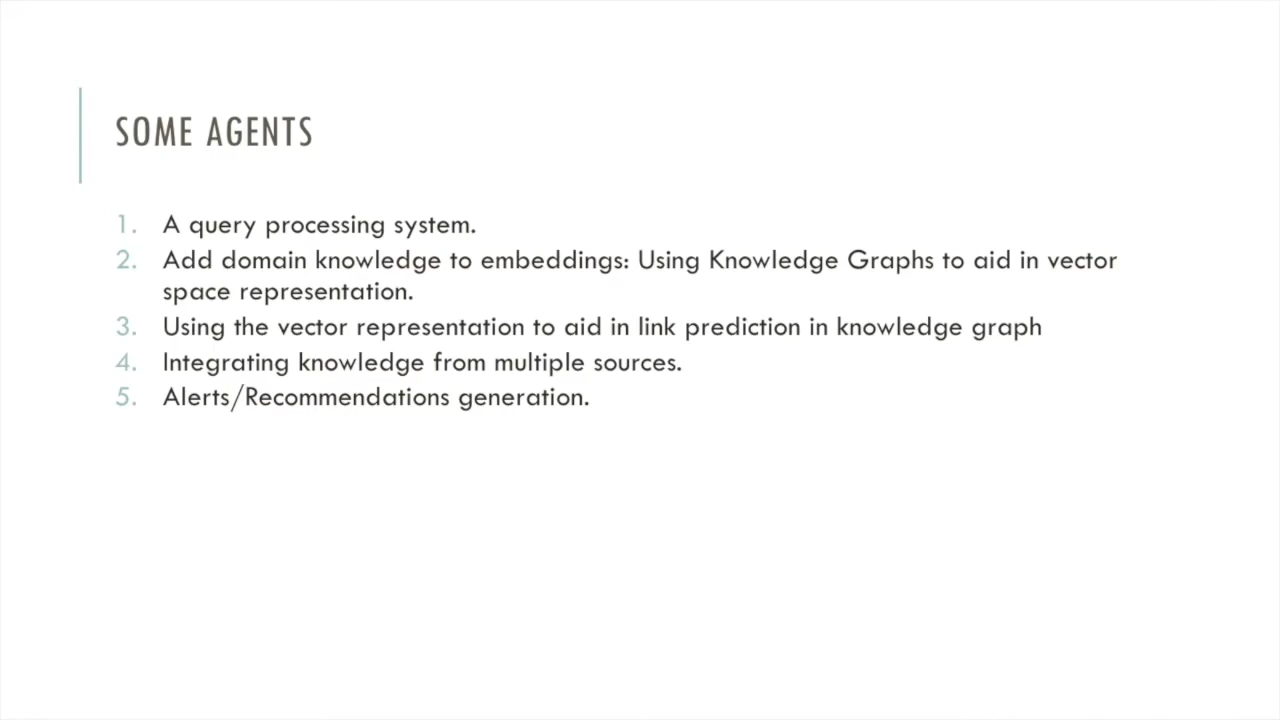 SOME AGENTS
1. A query processing system.
2. Add domain knowledge to embeddings: Using Knowledge Graphs to aid in vector
space representation.
3. Using the vector representation to aid in link prediction in knowledge graph
4. Integrating knowledge from multiple sources.
5. Alerts/Recommendations generation.